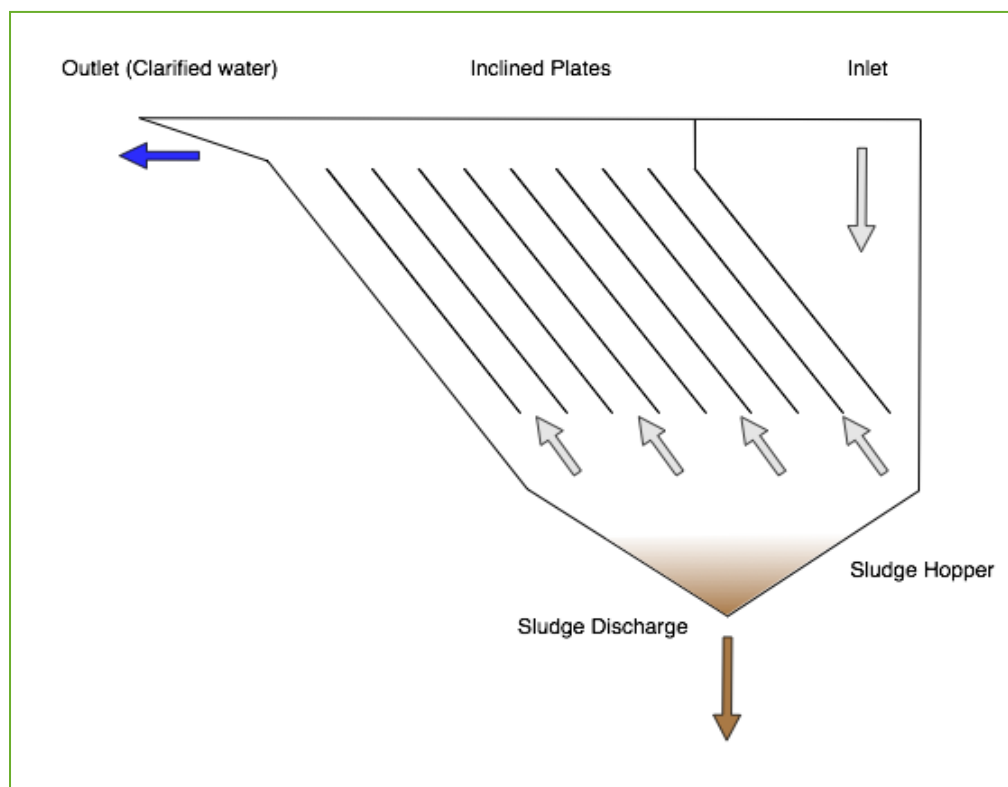 Outlet (Clarified water)
Inclined Plates
Inlet
Sludge Hopper
Sludge Discharge